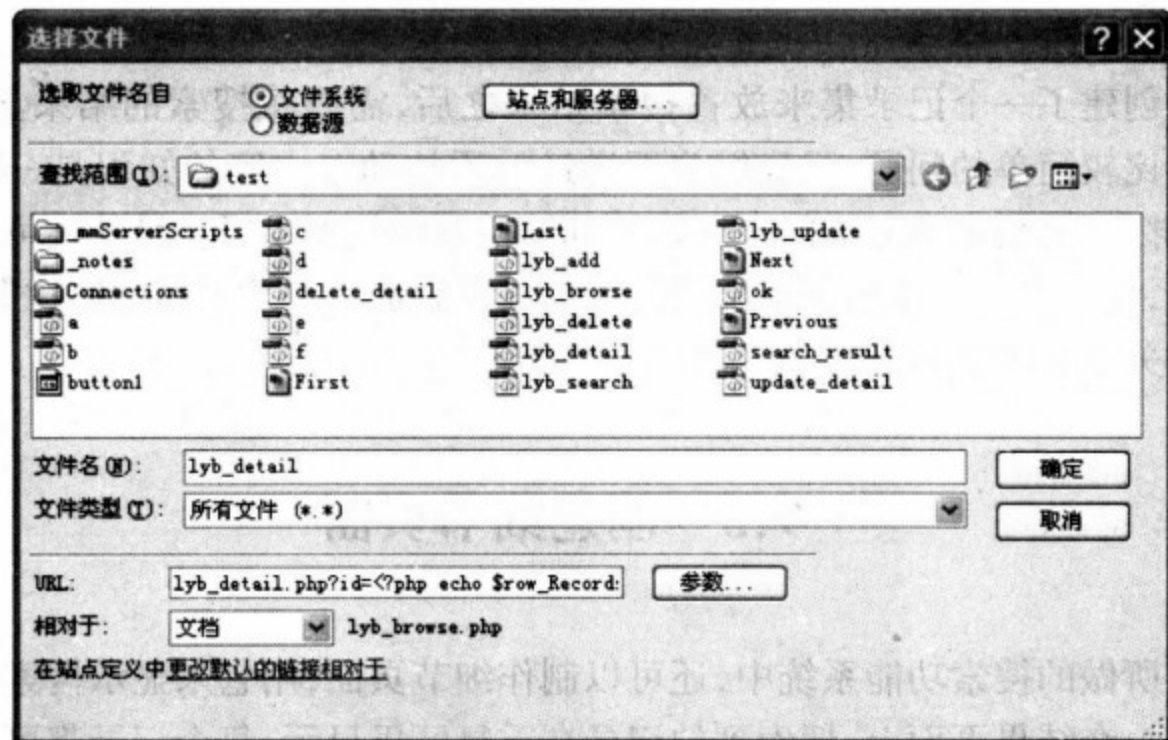 选择文件
选取文件名自 文件系统 站点和服务器...
数据源
查找范围(I): test
_mmServerScripts c Last lyb_update
_notes d lyb_add Next
Connections delete_detail lyb_browse ok
a e lyb_delete Previous
b f lyb_detail search_result
button1 First lyb_search update_detail
文件名(N): lyb_detail 确定
文件类型(T): 所有文件 (*.*) 取消
URL: lyb_detail.php?id=<?php echo $row_Record: 参数...
相对于: 文档 lyb_browse.php
在站点定义中更改默认的链接相对于